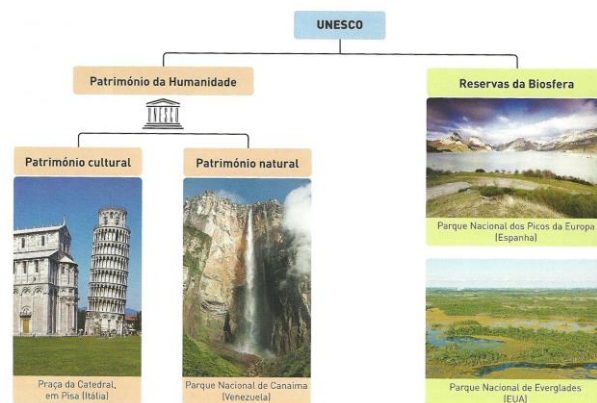 UNESCO
Património da Humanidade
Reservas da Biosfera
Património cultural
Património natural
Parque Nacional dos Picos da Europa
(Espanha)
Praça da Catedral,
em Pisa (Itália)
Parque Nacional de Canaima
(Venezuela)
Parque Nacional de Everglades
(EUA)